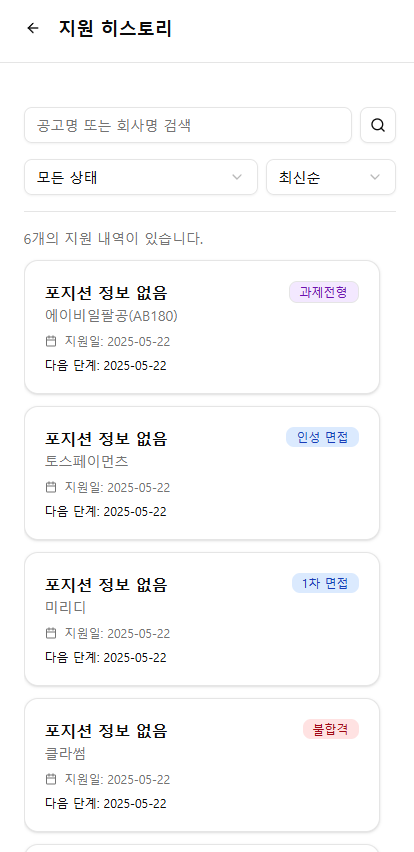 지원 히스토리
공고명 또는 회사명 검색
모든 상태 최신순
6개의 지원 내역이 있습니다.
포지션 정보 없음 과제전형
에이비일팔공(AB180)
지원일: 2025-05-22
다음 단계: 2025-05-22
포지션 정보 없음 인성 면접
토스페이먼츠
지원일: 2025-05-22
다음 단계: 2025-05-22
포지션 정보 없음 1차 면접
미리디
지원일: 2025-05-22
다음 단계: 2025-05-22
포지션 정보 없음 불합격
클라썸
지원일: 2025-05-22
다음 단계: 2025-05-22